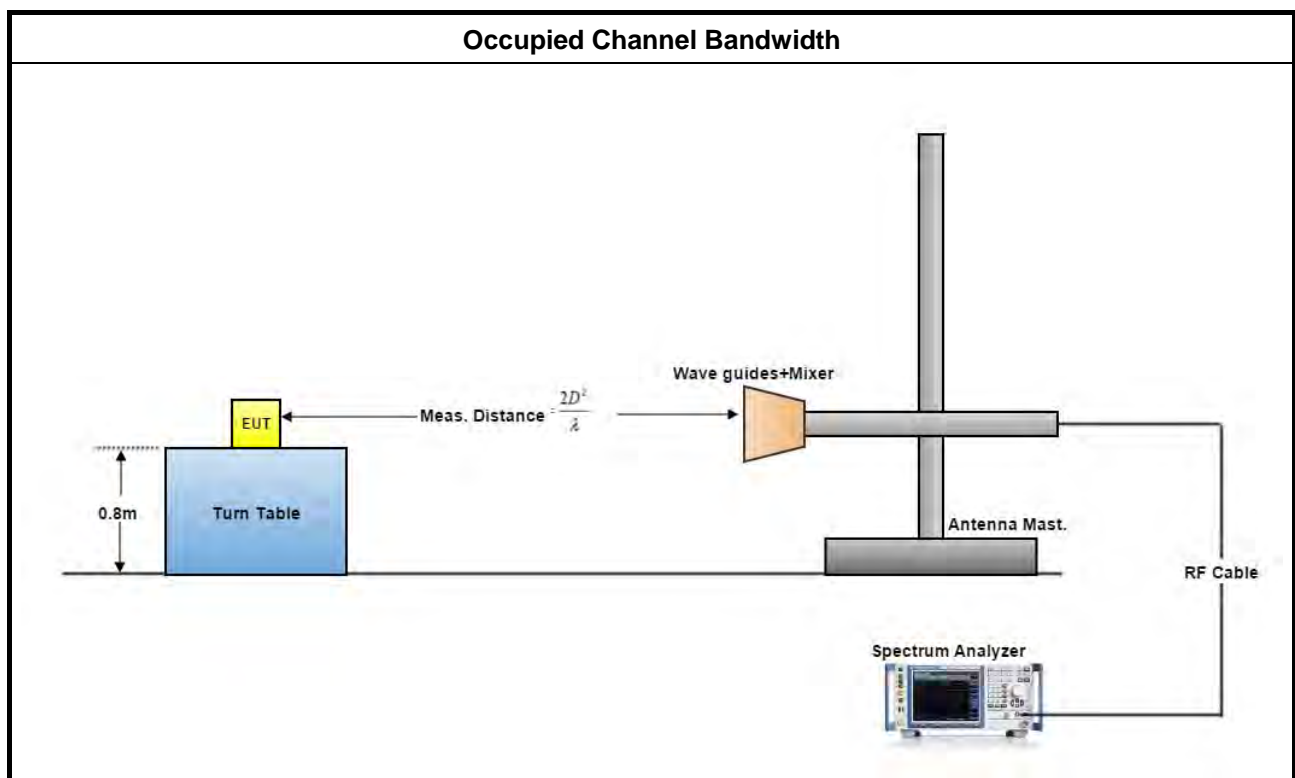 Occupied Channel Bandwidth
Wave guides+Mixer
EUT
Meas. Distance = 2D² / λ
0.8m
Turn Table
Antenna Mast.
RF Cable
Spectrum Analyzer